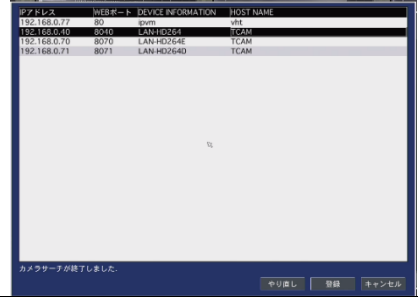 IPアドレス WEBポート DEVICE INFORMATION HOST NAME
192.168.0.77 80 ipvm vht
192.168.0.40 8040 LAN-HD264 TCAM
192.168.0.70 8070 LAN-HD264E TCAM
192.168.0.71 8071 LAN-HD264D TCAM
カメラサーチが終了しました.
やり直し 登録 キャンセル